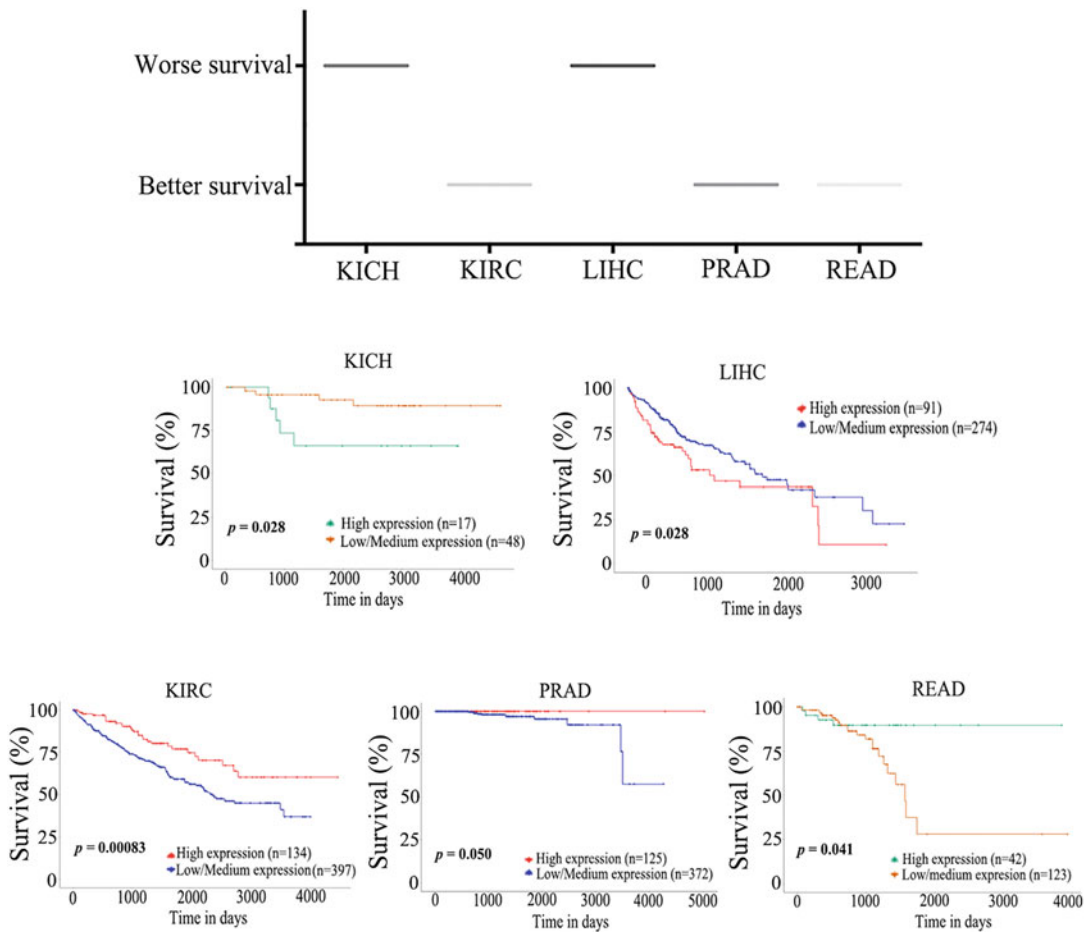 Worse survival
Better survival
KICH KIRC LIHC PRAD READ
KICH
Survival (%)
100
75
50
25
0
p = 0.028
High expression (n=17)
Low/Medium expression (n=48)
0 1000 2000 3000 4000
Time in days
LIHC
Survival (%)
100
75
50
25
0
High expression (n=91)
Low/Medium expression (n=274)
p = 0.028
0 1000 2000 3000
Time in days
KIRC
Survival (%)
100
75
50
25
0
p = 0.00083
High expression (n=134)
Low/Medium expression(n=397)
0 1000 2000 3000 4000
Time in days
PRAD
Survival (%)
100
75
50
25
0
p = 0.050
High expression (n=125)
Low/Medium expression (n=372)
0 1000 2000 3000 4000 5000
Time in days
READ
Survival (%)
100
75
50
25
0
p = 0.041
High expression (n=42)
Low/medium expresion (n=123)
0 1000 2000 3000 4000
Time in days